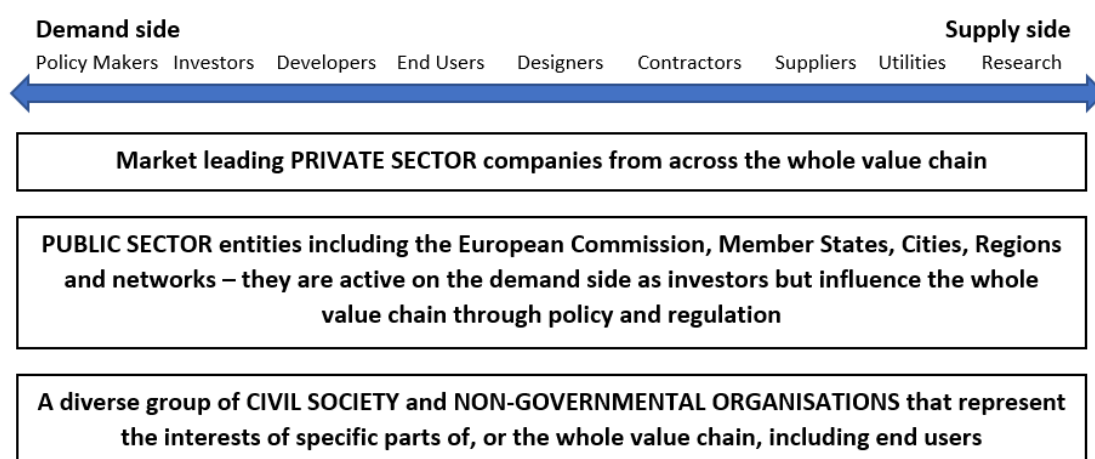 Demand side Supply side
Policy Makers Investors Developers End Users Designers Contractors Suppliers Utilities Research
Market leading PRIVATE SECTOR companies from across the whole value chain
PUBLIC SECTOR entities including the European Commission, Member States, Cities, Regions
and networks – they are active on the demand side as investors but influence the whole
value chain through policy and regulation
A diverse group of CIVIL SOCIETY and NON-GOVERNMENTAL ORGANISATIONS that represent
the interests of specific parts of, or the whole value chain, including end users